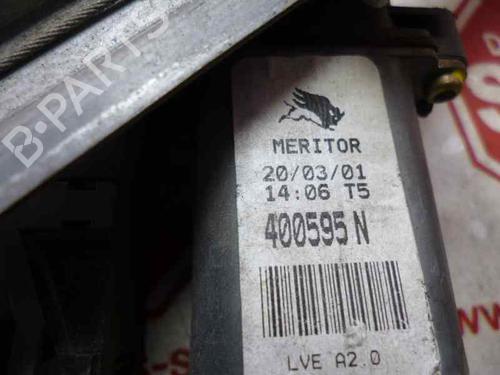 B-PARTS
MERITOR
20/03/01
14:06 T5
400595 N
LVE A2.0